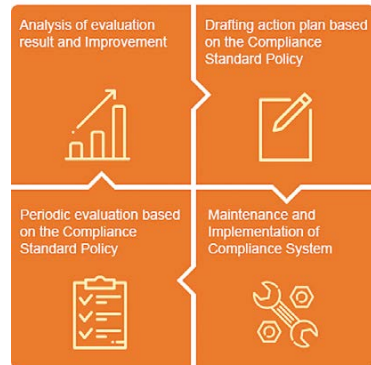 Analysis of evaluation
result and Improvement
Drafting action plan based
on the Compliance
Standard Policy
Periodic evaluation based
on the Compliance
Standard Policy
Maintenance and
Implementation of
Compliance System